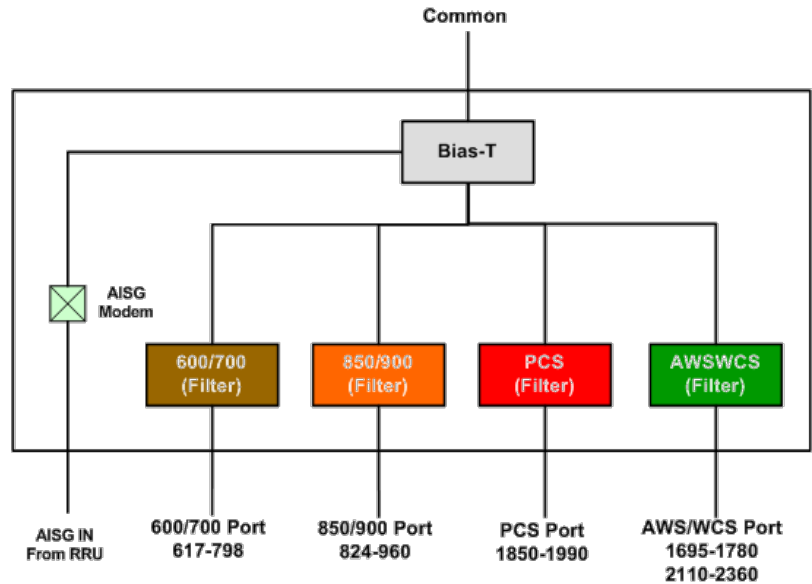 Common
Bias-T
AISG
Modem
600/700
(Filter)
850/900
(Filter)
PCS
(Filter)
AWSWCS
(Filter)
AISG IN
From RRU
600/700 Port
617-798
850/900 Port
824-960
PCS Port
1850-1990
AWS/WCS Port
1695-1780
2110-2360